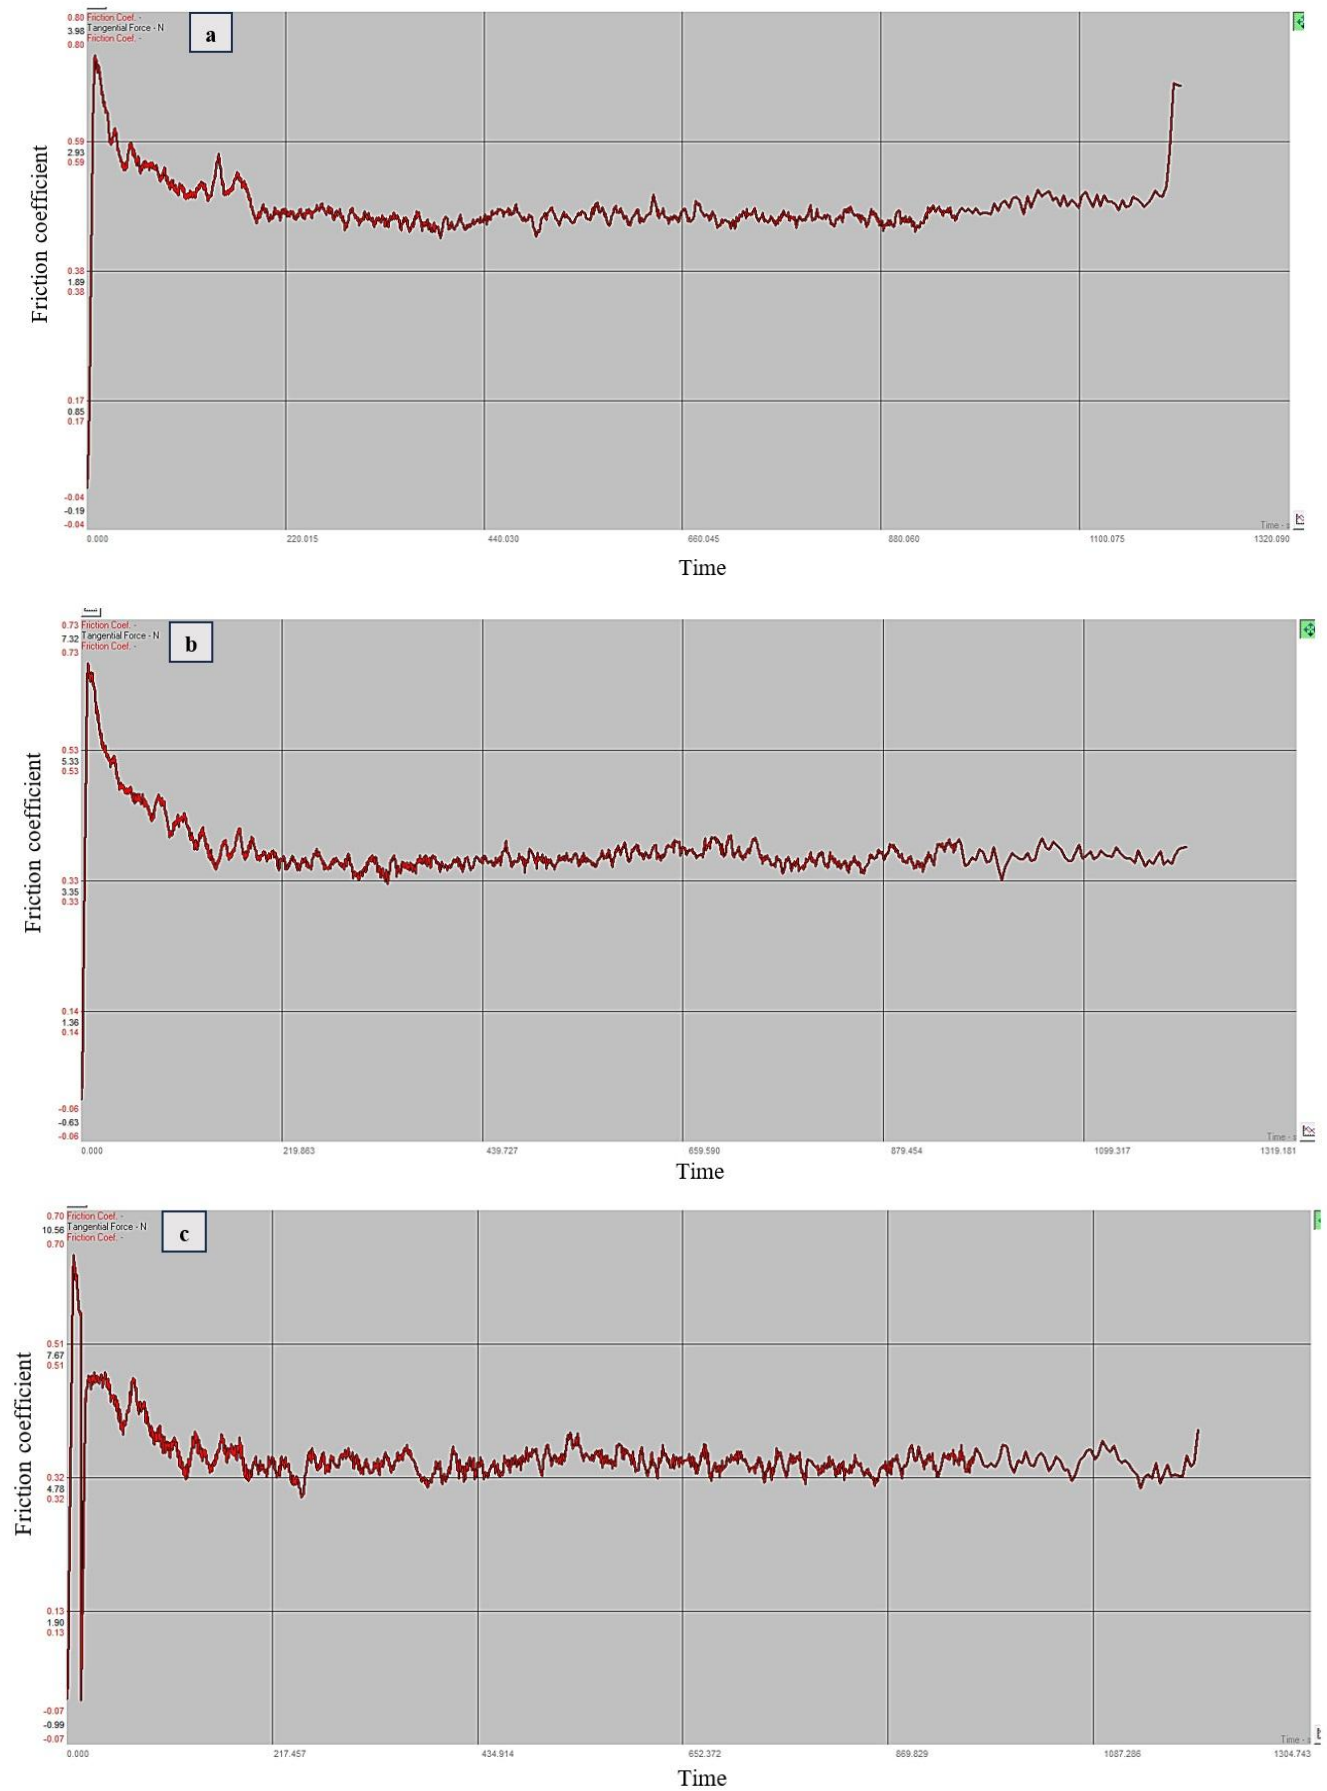 0.80 Friction Coef. -
3.98 Tangential Force - N
0.80 Friction Coef. -
a
0.59
2.93
0.59
Friction coefficient
0.38
1.89
0.38
0.17
0.85
0.17
-0.04
-0.19
-0.04
Time - s
0.000 220.015 440.030 660.045 880.060 1100.075 1320.090
Time
0.73 Friction Coef. -
7.32 Tangential Force - N
0.73 Friction Coef. -
b
0.53
5.33
0.53
Friction coefficient
0.33
3.35
0.33
0.14
1.36
0.14
-0.06
-0.63
-0.06
Time - s
0.000 219.863 439.727 659.590 879.454 1099.317 1319.181
Time
0.70 Friction Coef. -
10.56 Tangential Force - N
0.70 Friction Coef. -
c
0.51
7.67
0.51
Friction coefficient
0.32
4.78
0.32
0.13
1.90
0.13
-0.07
-0.99
-0.07
Time - s
0.000 217.457 434.914 652.372 869.829 1087.286 1304.743
Time